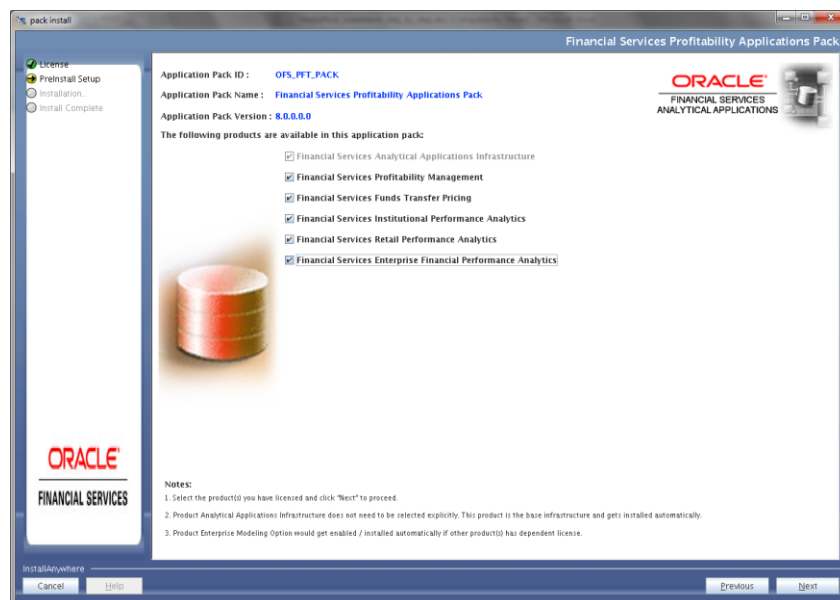 pack install
Financial Services Profitability Applications Pack
License
PreInstall Setup
Installation..
Install Complete
Application Pack ID : OFS_PFT_PACK
Application Pack Name : Financial Services Profitability Applications Pack
Application Pack Version : 8.0.0.0.0
The following products are available in this application pack:
ORACLE
FINANCIAL SERVICES
ANALYTICAL APPLICATIONS
Financial Services Analytical Applications Infrastructure
Financial Services Profitability Management
Financial Services Funds Transfer Pricing
Financial Services Institutional Performance Analytics
Financial Services Retail Performance Analytics
Financial Services Enterprise Financial Performance Analytics
ORACLE
FINANCIAL SERVICES
Notes:
1. Select the product(s) you have licensed and click "Next" to proceed.
2. Product Analytical Applications Infrastructure does not need to be selected explicitly. This product is the base infrastructure and gets installed automatically.
3. Product Enterprise Modeling Option would get enabled / installed automatically if other product(s) has dependent license.
InstallAnywhere
Cancel
Help
Previous
Next